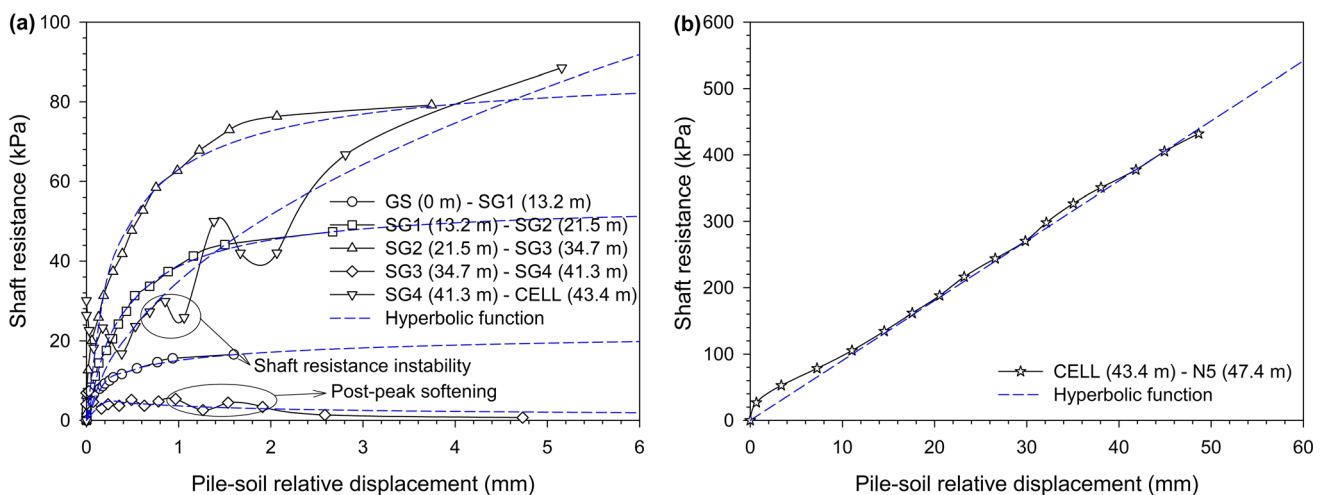 (a)
100
80
60
40
20
0
Shaft resistance (kPa)
GS (0 m) - SG1 (13.2 m)
SG1 (13.2 m) - SG2 (21.5 m)
SG2 (21.5 m) - SG3 (34.7 m)
SG3 (34.7 m) - SG4 (41.3 m)
SG4 (41.3 m) - CELL (43.4 m)
Hyperbolic function
Shaft resistance instability
Post-peak softening
0 1 2 3 4 5 6
Pile-soil relative displacement (mm)
(b)
600
500
400
300
200
100
0
Shaft resistance (kPa)
CELL (43.4 m) - N5 (47.4 m)
Hyperbolic function
0 10 20 30 40 50 60
Pile-soil relative displacement (mm)